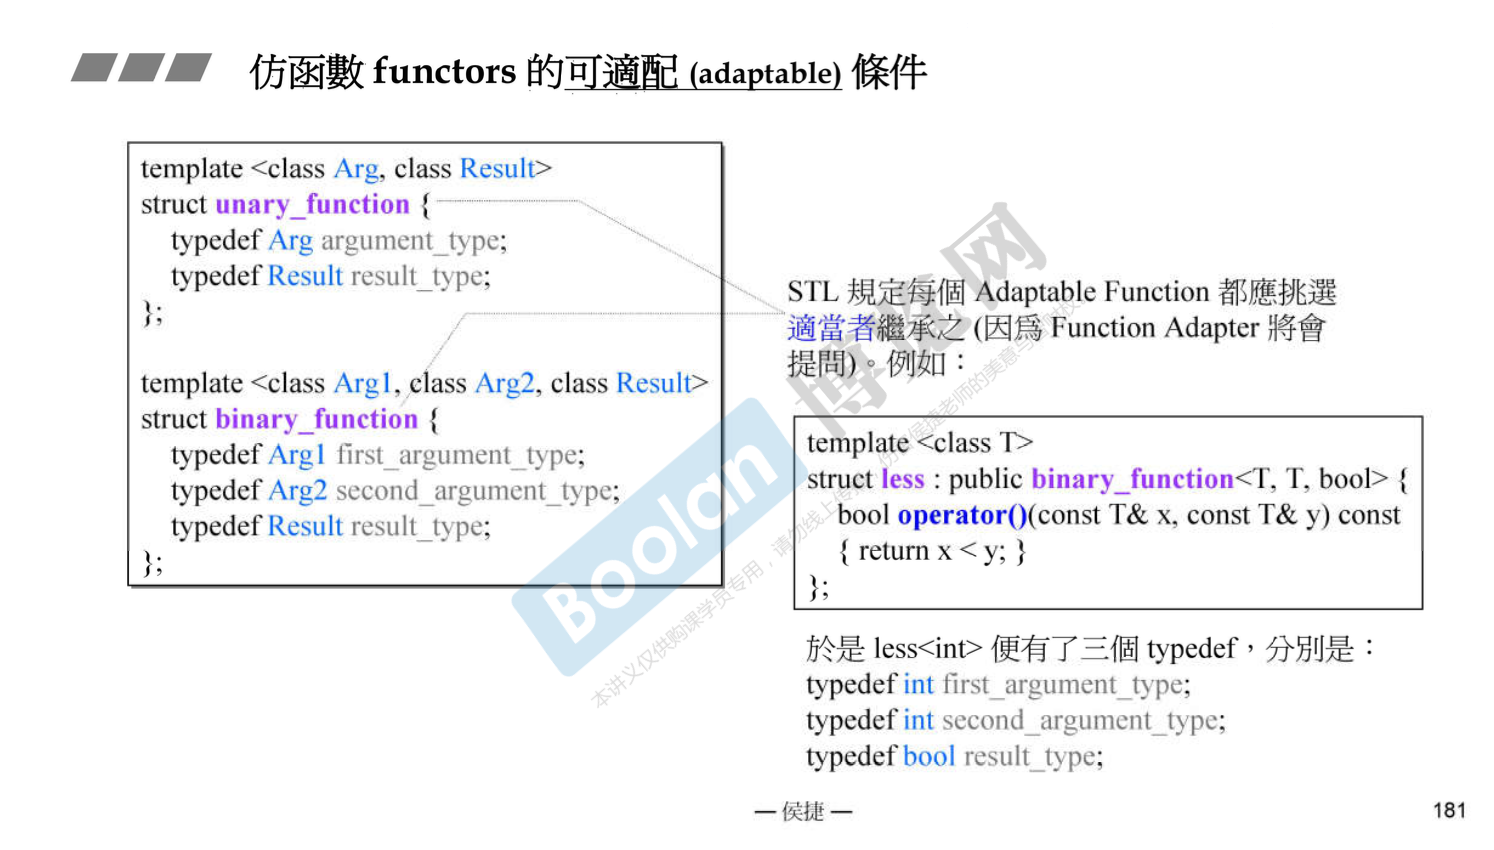 仿函數 functors 的可適配 (adaptable) 條件
template <class Arg, class Result>
struct unary_function {
typedef Arg argument_type;
typedef Result result_type;
};
template <class Arg1, class Arg2, class Result>
struct binary_function {
typedef Arg1 first_argument_type;
typedef Arg2 second_argument_type;
typedef Result result_type;
};
STL 規定每個 Adaptable Function 都應挑選
適當者繼承之 (因為 Function Adapter 將會
提問)。例如：
template <class T>
struct less : public binary_function<T, T, bool> {
bool operator()(const T& x, const T& y) const
{ return x < y; }
};
於是 less<int> 便有了三個 typedef，分別是：
typedef int first_argument_type;
typedef int second_argument_type;
typedef bool result_type;
Boolan 博览网
本讲义仅供购课学员专用，请勿线上传
侯捷老师的美意与
— 侯捷 —
181